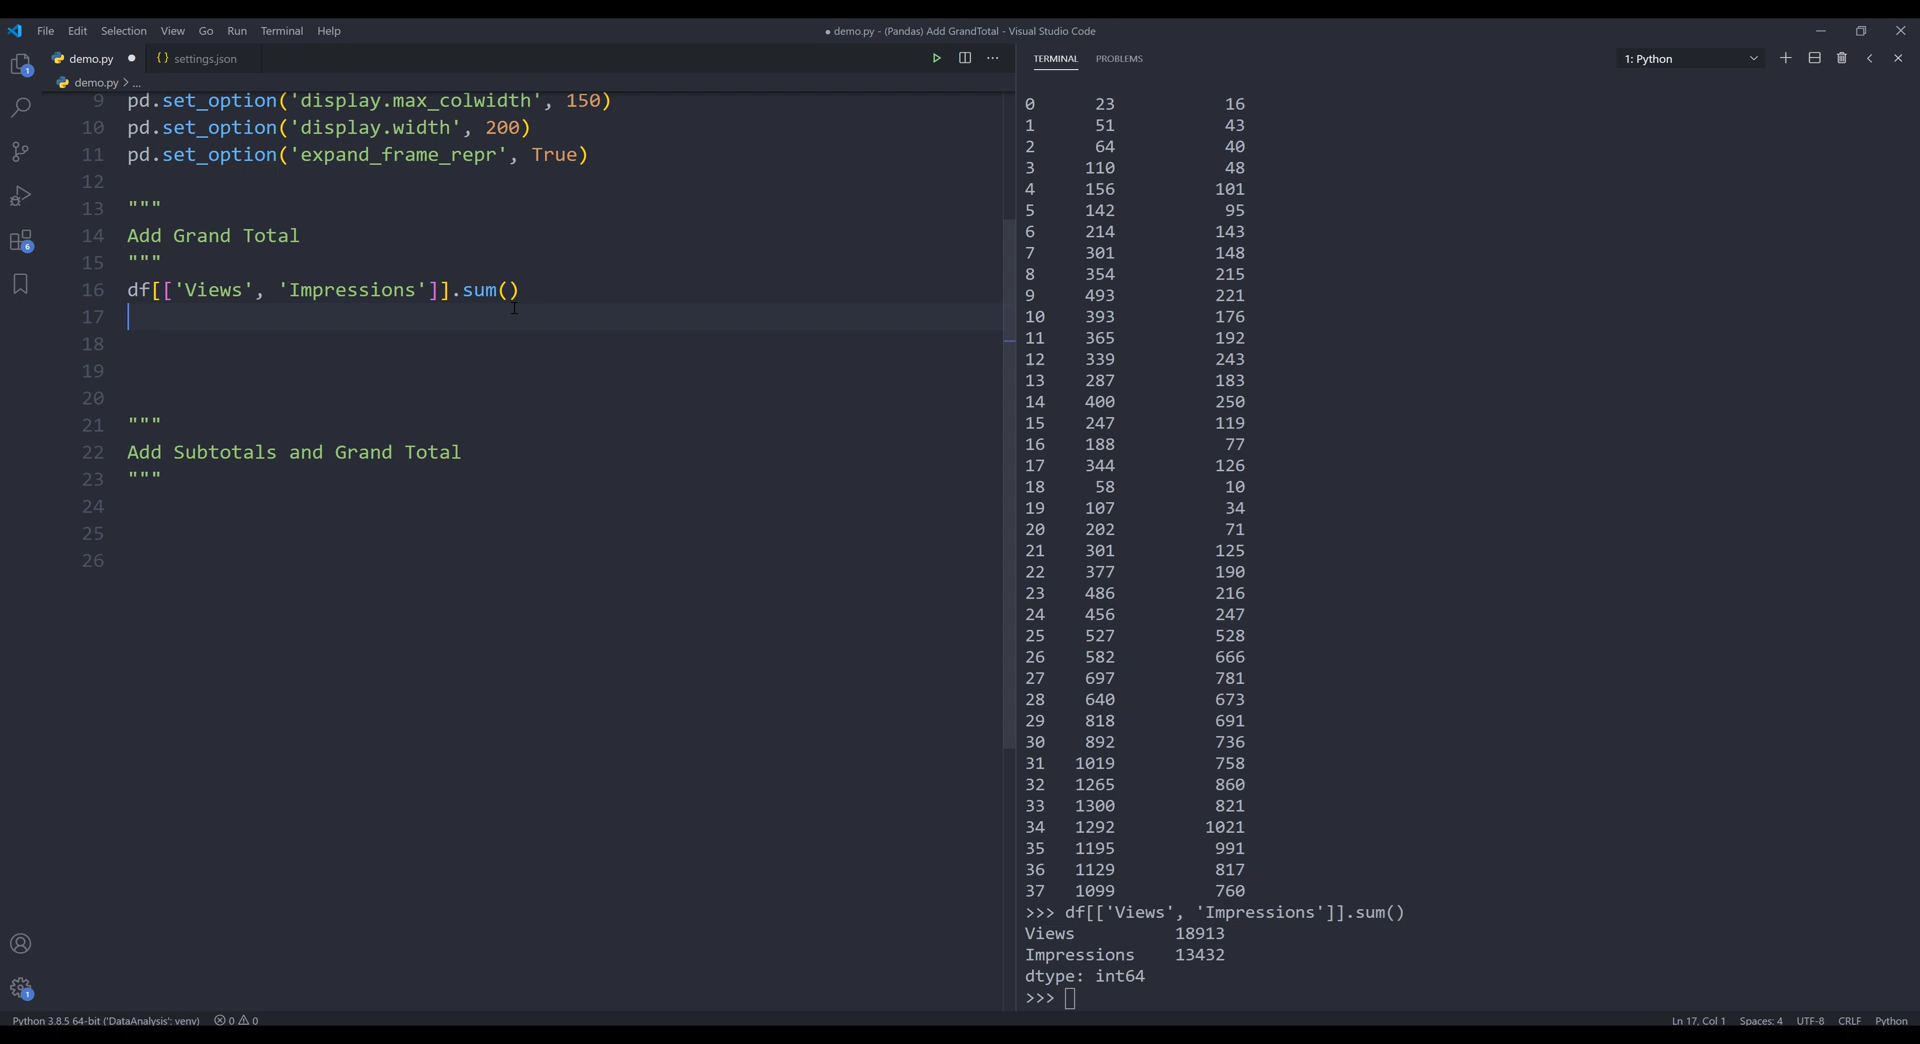 File Edit Selection View Go Run Terminal Help
● demo.py - (Pandas) Add GrandTotal - Visual Studio Code
demo.py ● {} settings.json
TERMINAL PROBLEMS
1: Python
demo.py > ...
9 pd.set_option('display.max_colwidth', 150)
10 pd.set_option('display.width', 200)
11 pd.set_option('expand_frame_repr', True)
12
13 """
14 Add Grand Total
15 """
16 df[['Views', 'Impressions']].sum()
17
18
19
20
21 """
22 Add Subtotals and Grand Total
23 """
24
25
26
0 23 16
1 51 43
2 64 40
3 110 48
4 156 101
5 142 95
6 214 143
7 301 148
8 354 215
9 493 221
10 393 176
11 365 192
12 339 243
13 287 183
14 400 250
15 247 119
16 188 77
17 344 126
18 58 10
19 107 34
20 202 71
21 301 125
22 377 190
23 486 216
24 456 247
25 527 528
26 582 666
27 697 781
28 640 673
29 818 691
30 892 736
31 1019 758
32 1265 860
33 1300 821
34 1292 1021
35 1195 991
36 1129 817
37 1099 760
>>> df[['Views', 'Impressions']].sum()
Views 18913
Impressions 13432
dtype: int64
>>>
1
6
1
Python 3.8.5 64-bit ('DataAnalysis': venv) 0 0
Ln 17, Col 1 Spaces: 4 UTF-8 CRLF Python